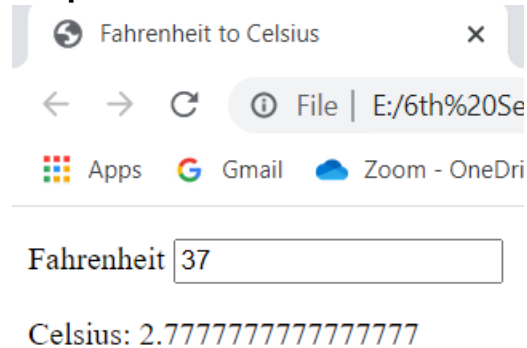 Fahrenheit to Celsius
File | E:/6th%20Se
Apps Gmail Zoom - OneDri
Fahrenheit 37
Celsius: 2.7777777777777777